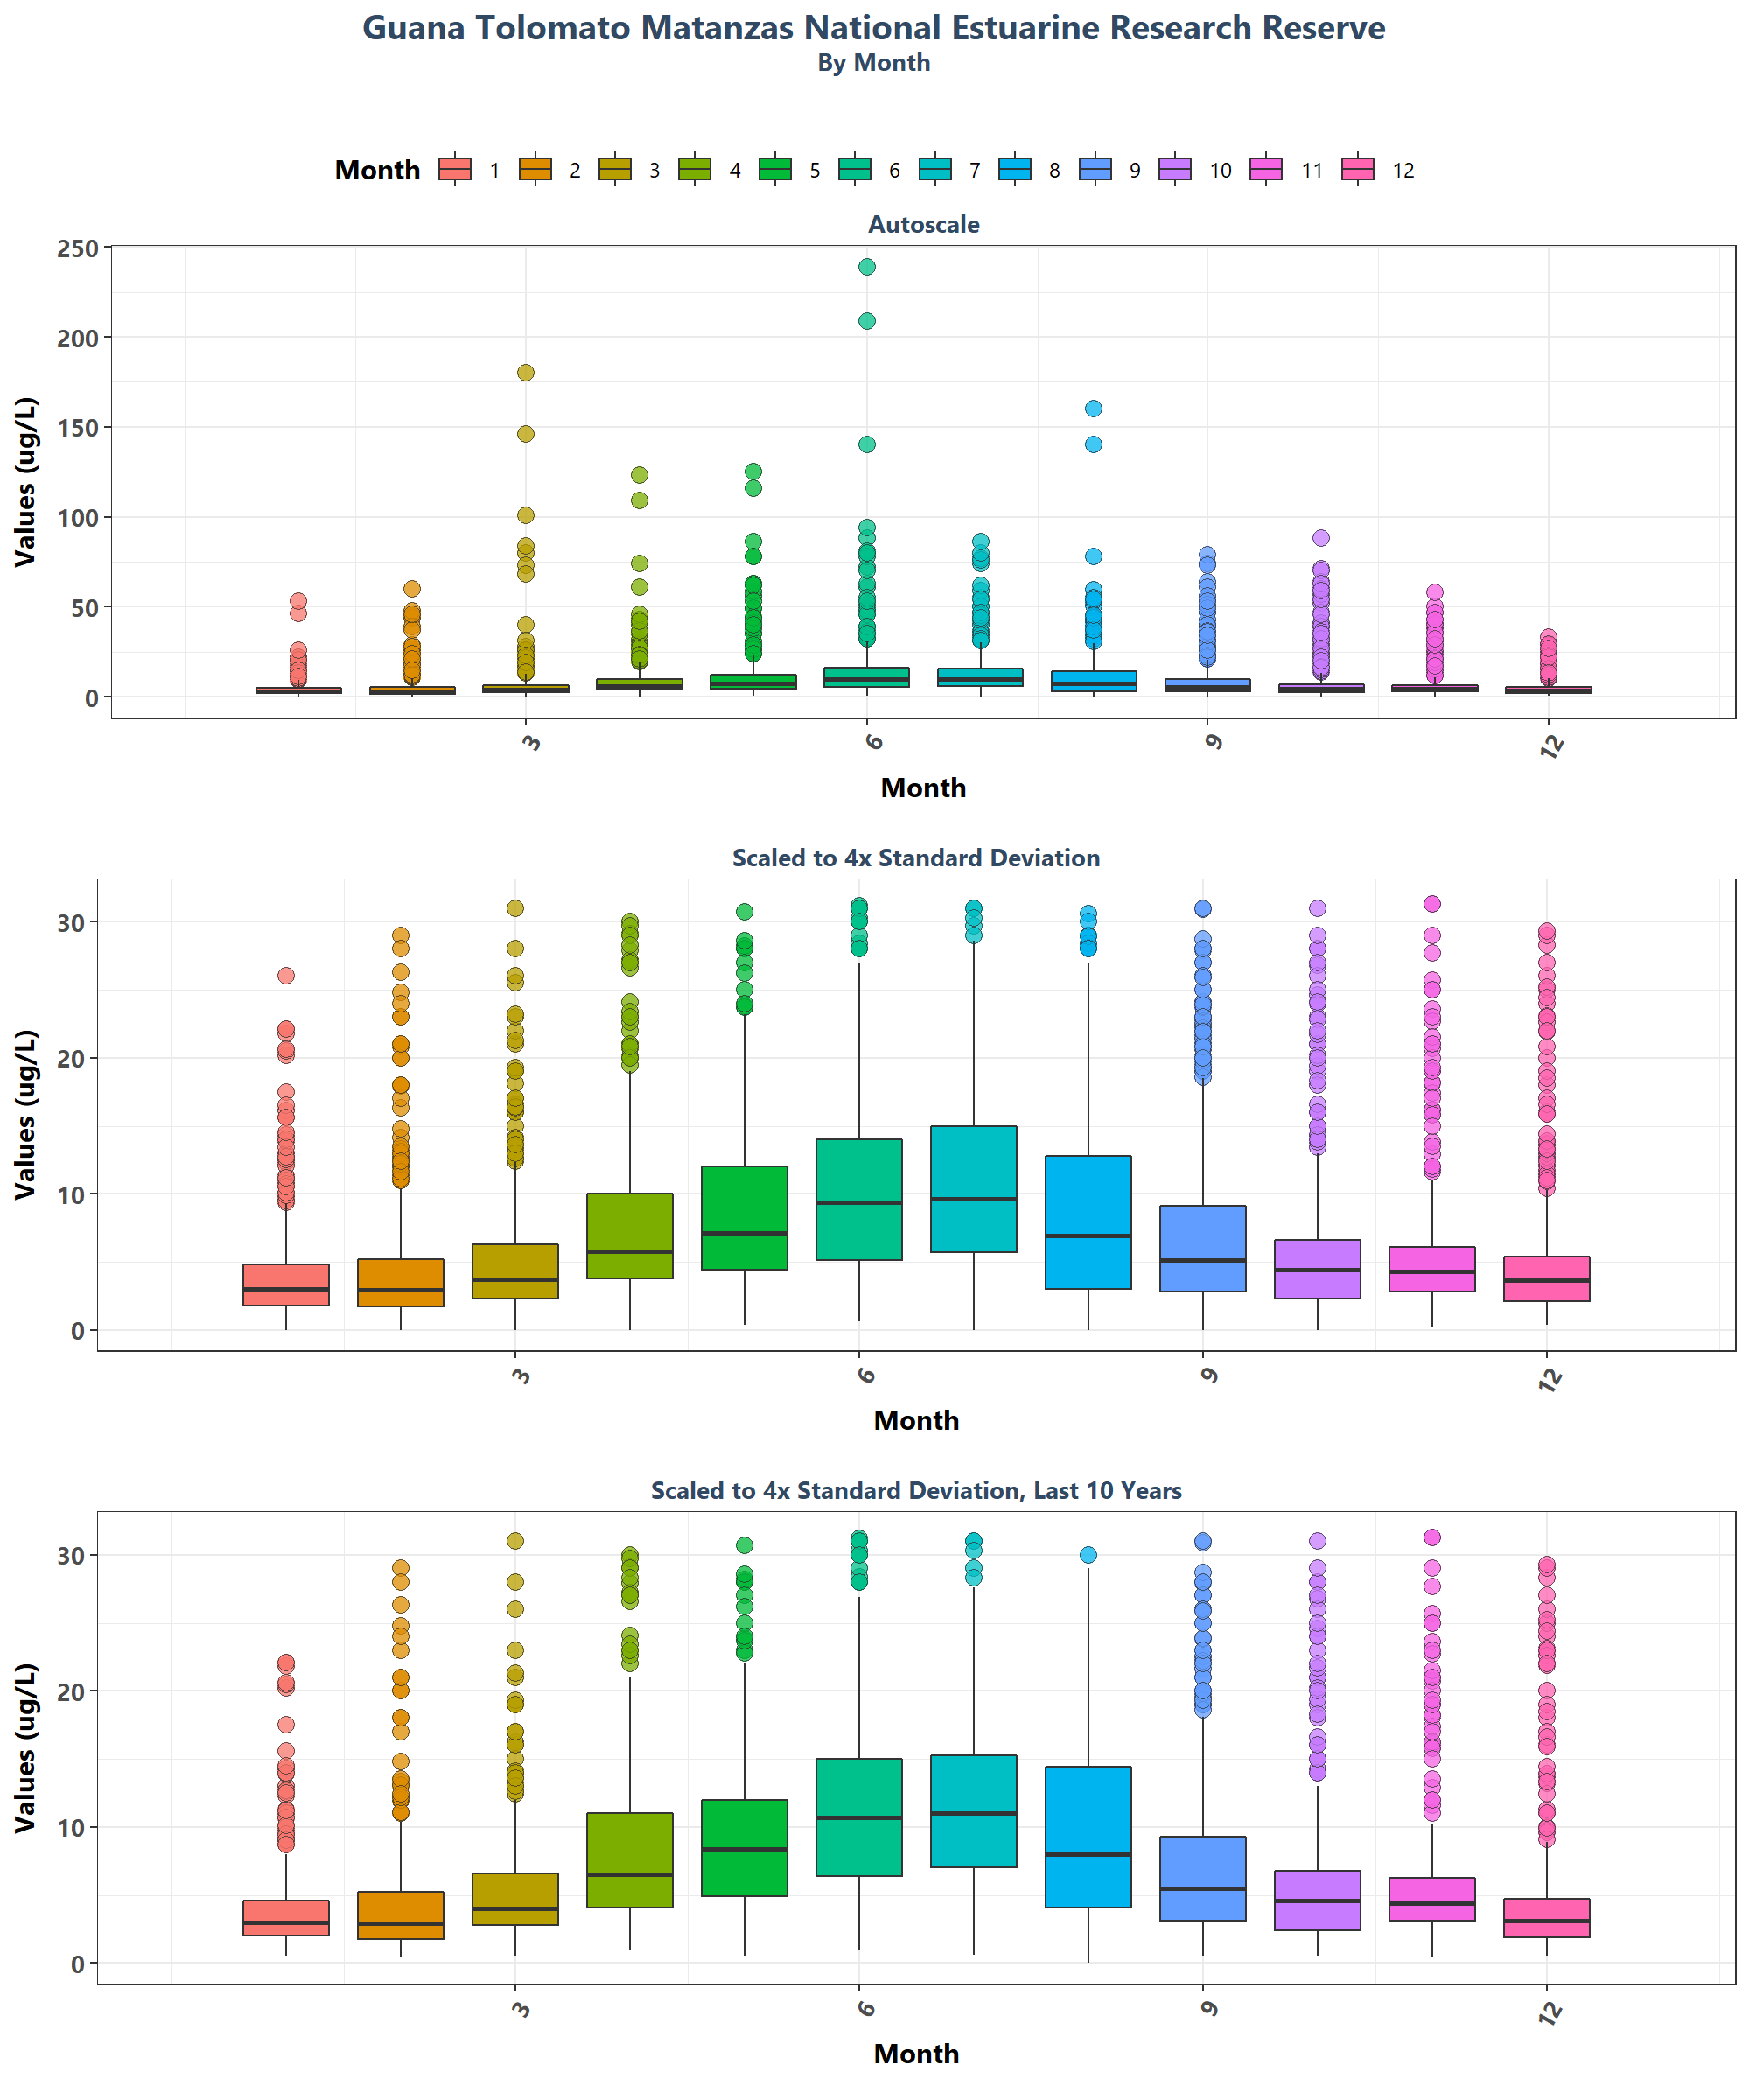 Guana Tolomato Matanzas National Estuarine Research Reserve
By Month
Month 1 2 3 4 5 6 7 8 9 10 11 12
Autoscale
Values (ug/L)
250
200
150
100
50
0
3 6 9 12
Month
Scaled to 4x Standard Deviation
Values (ug/L)
30
20
10
0
3 6 9 12
Month
Scaled to 4x Standard Deviation, Last 10 Years
Values (ug/L)
30
20
10
0
3 6 9 12
Month